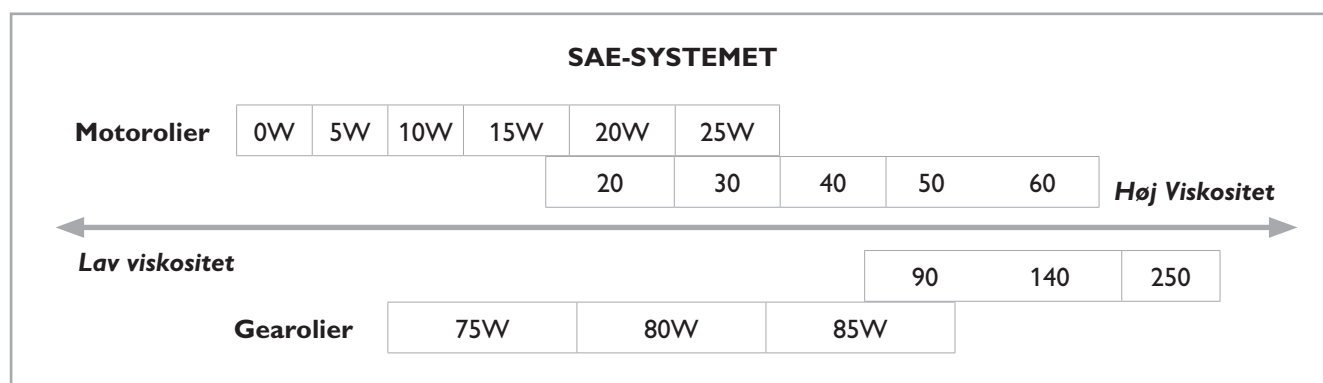 SAE-SYSTEMET
Motorolier 0W 5W 10W 15W 20W 25W
20 30 40 50 60
Høj Viskositet
Lav viskositet
90 140 250
Gearolier 75W 80W 85W